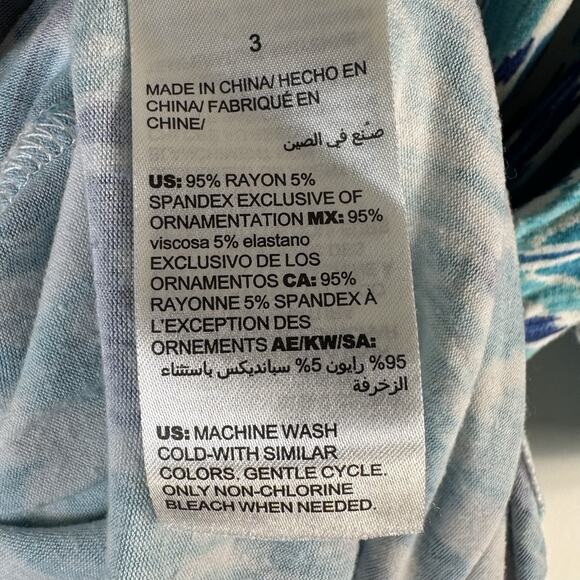 3
MADE IN CHINA/ HECHO EN
CHINA/ FABRIQUÉ EN
CHINE/
صنع في الصين
US: 95% RAYON 5%
SPANDEX EXCLUSIVE OF
ORNAMENTATION MX: 95%
viscosa 5% elastano
EXCLUSIVO DE LOS
ORNAMENTOS CA: 95%
RAYONNE 5% SPANDEX À
L'EXCEPTION DES
ORNEMENTS AE/KW/SA:
95% رايون 5% سبانديكس باستثناء
الزخرفة
US: MACHINE WASH
COLD-WITH SIMILAR
COLORS. GENTLE CYCLE.
ONLY NON-CHLORINE
BLEACH WHEN NEEDED.